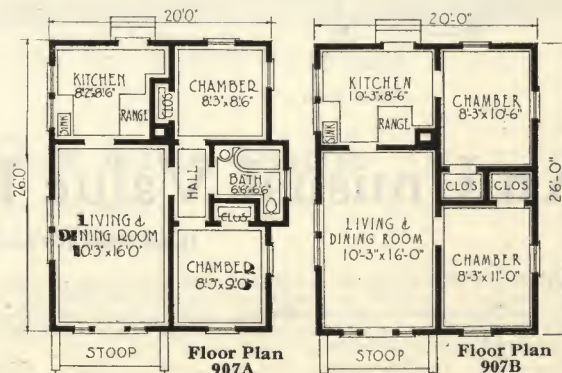 20'0"
KITCHEN
8'2"x8'6"
CHAMBER
8'3"x8'6"
CLOS
SINK
RANGE
26'0"
HALL
BATH
6'6"x6'6"
LIVING &
DINING ROOM
10'3"x16'0"
CLOS
CHAMBER
8'3"x9'0"
STOOP
Floor Plan
907A
20'-0"
KITCHEN
10'-3"x8'-6"
CHAMBER
8'-3"x10'-6"
SINK
RANGE
CLOS
CLOS
26'-0"
LIVING &
DINING ROOM
10'-3"x16'-0"
CHAMBER
8'-3"x11'-0"
STOOP
Floor Plan
907B